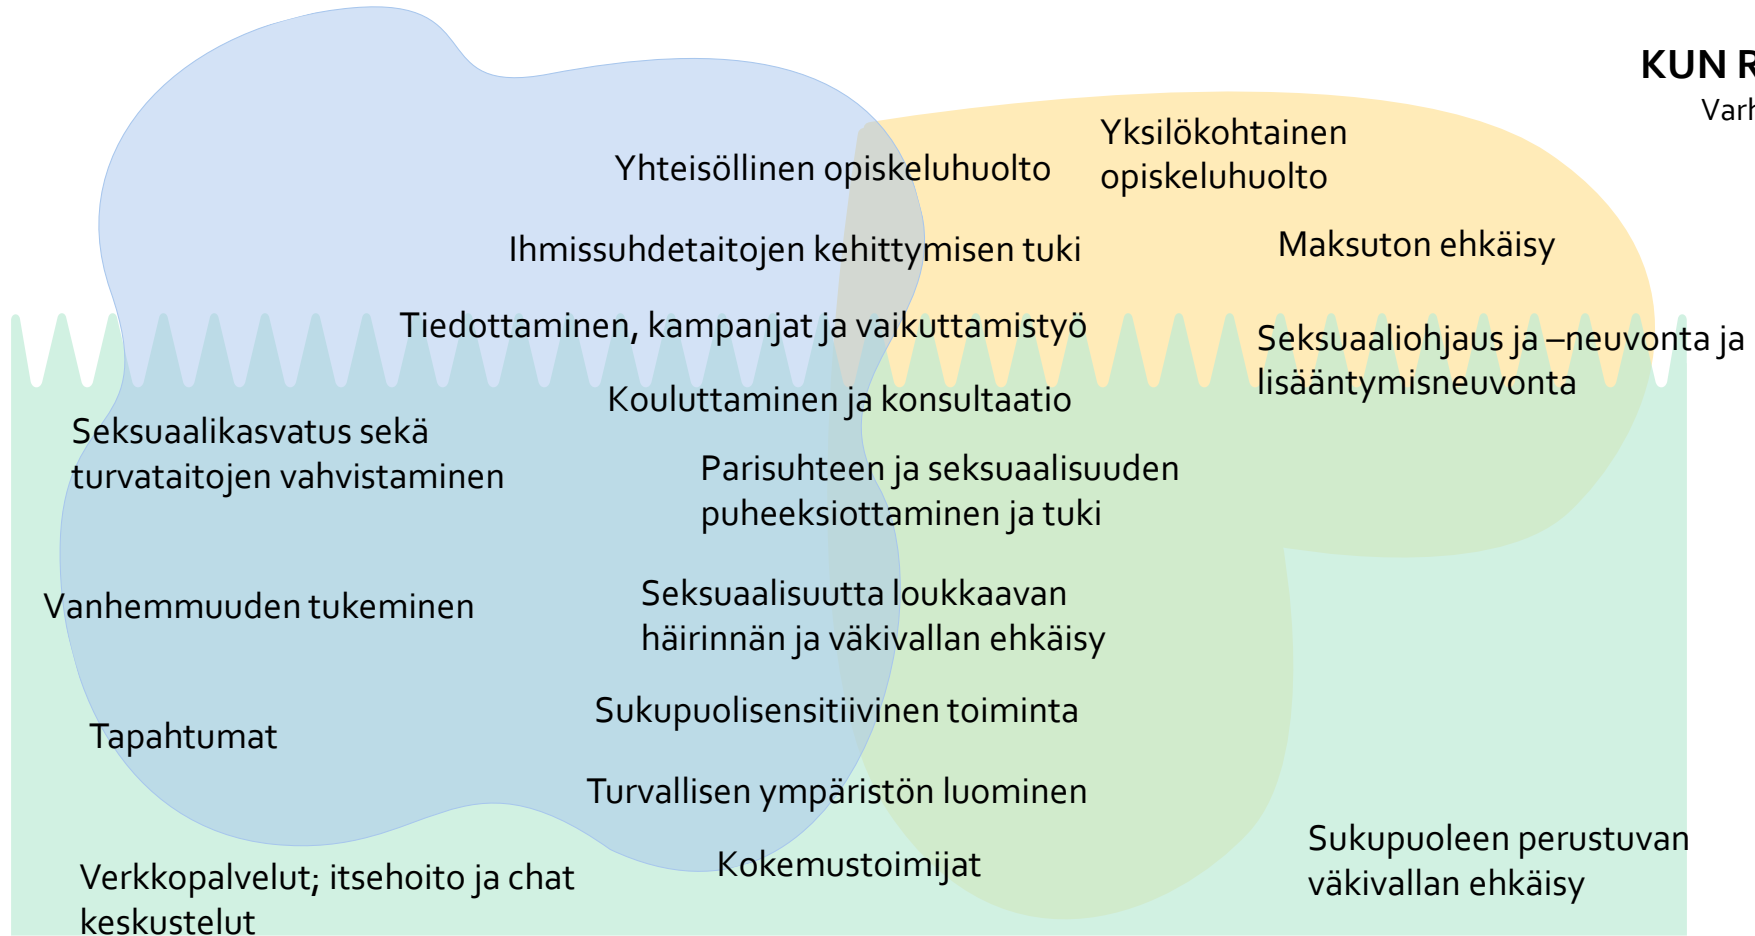 KUN R
Varh
Yksilökohtainen
opiskeluhuolto
Yhteisöllinen opiskeluhuolto
Ihmissuhdetaitojen kehittymisen tuki
Maksuton ehkäisy
Tiedottaminen, kampanjat ja vaikuttamistyö
Seksuaaliohjaus ja –neuvonta ja
lisääntymisneuvonta
Kouluttaminen ja konsultaatio
Seksuaalikasvatus sekä
turvataitojen vahvistaminen
Parisuhteen ja seksuaalisuuden
puheeksiottaminen ja tuki
Vanhemmuuden tukeminen
Seksuaalisuutta loukkaavan
häirinnän ja väkivallan ehkäisy
Sukupuolisensitiivinen toiminta
Tapahtumat
Turvallisen ympäristön luominen
Sukupuoleen perustuvan
väkivallan ehkäisy
Kokemustoimijat
Verkkopalvelut; itsehoito ja chat
keskustelut